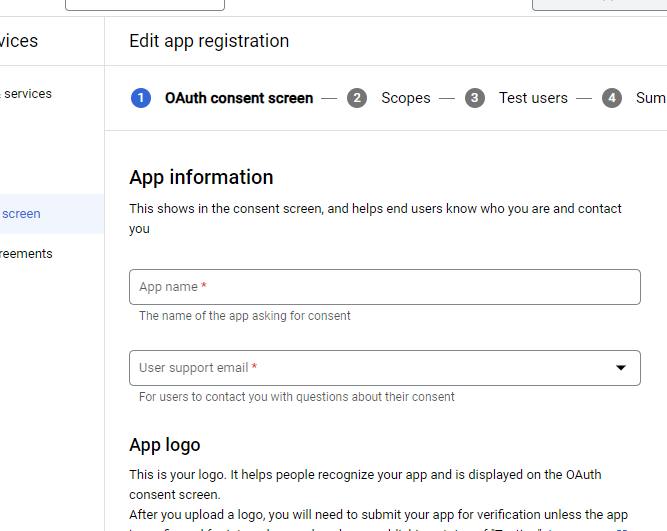 Edit app registration
services
1 OAuth consent screen — 2 Scopes — 3 Test users — 4
screen
App information
This shows in the consent screen, and helps end users know who you are and contact
you
App name *
The name of the app asking for consent
User support email *
For users to contact you with questions about their consent
App logo
This is your logo. It helps people recognize your app and is displayed on the OAuth
consent screen.
After you upload a logo, you will need to submit your app for verification unless the app